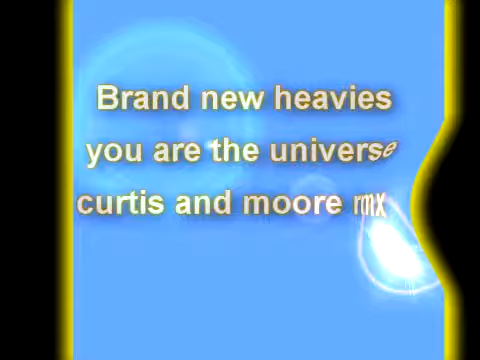 Brand new heavies
you are the universe
curtis and moore rmx